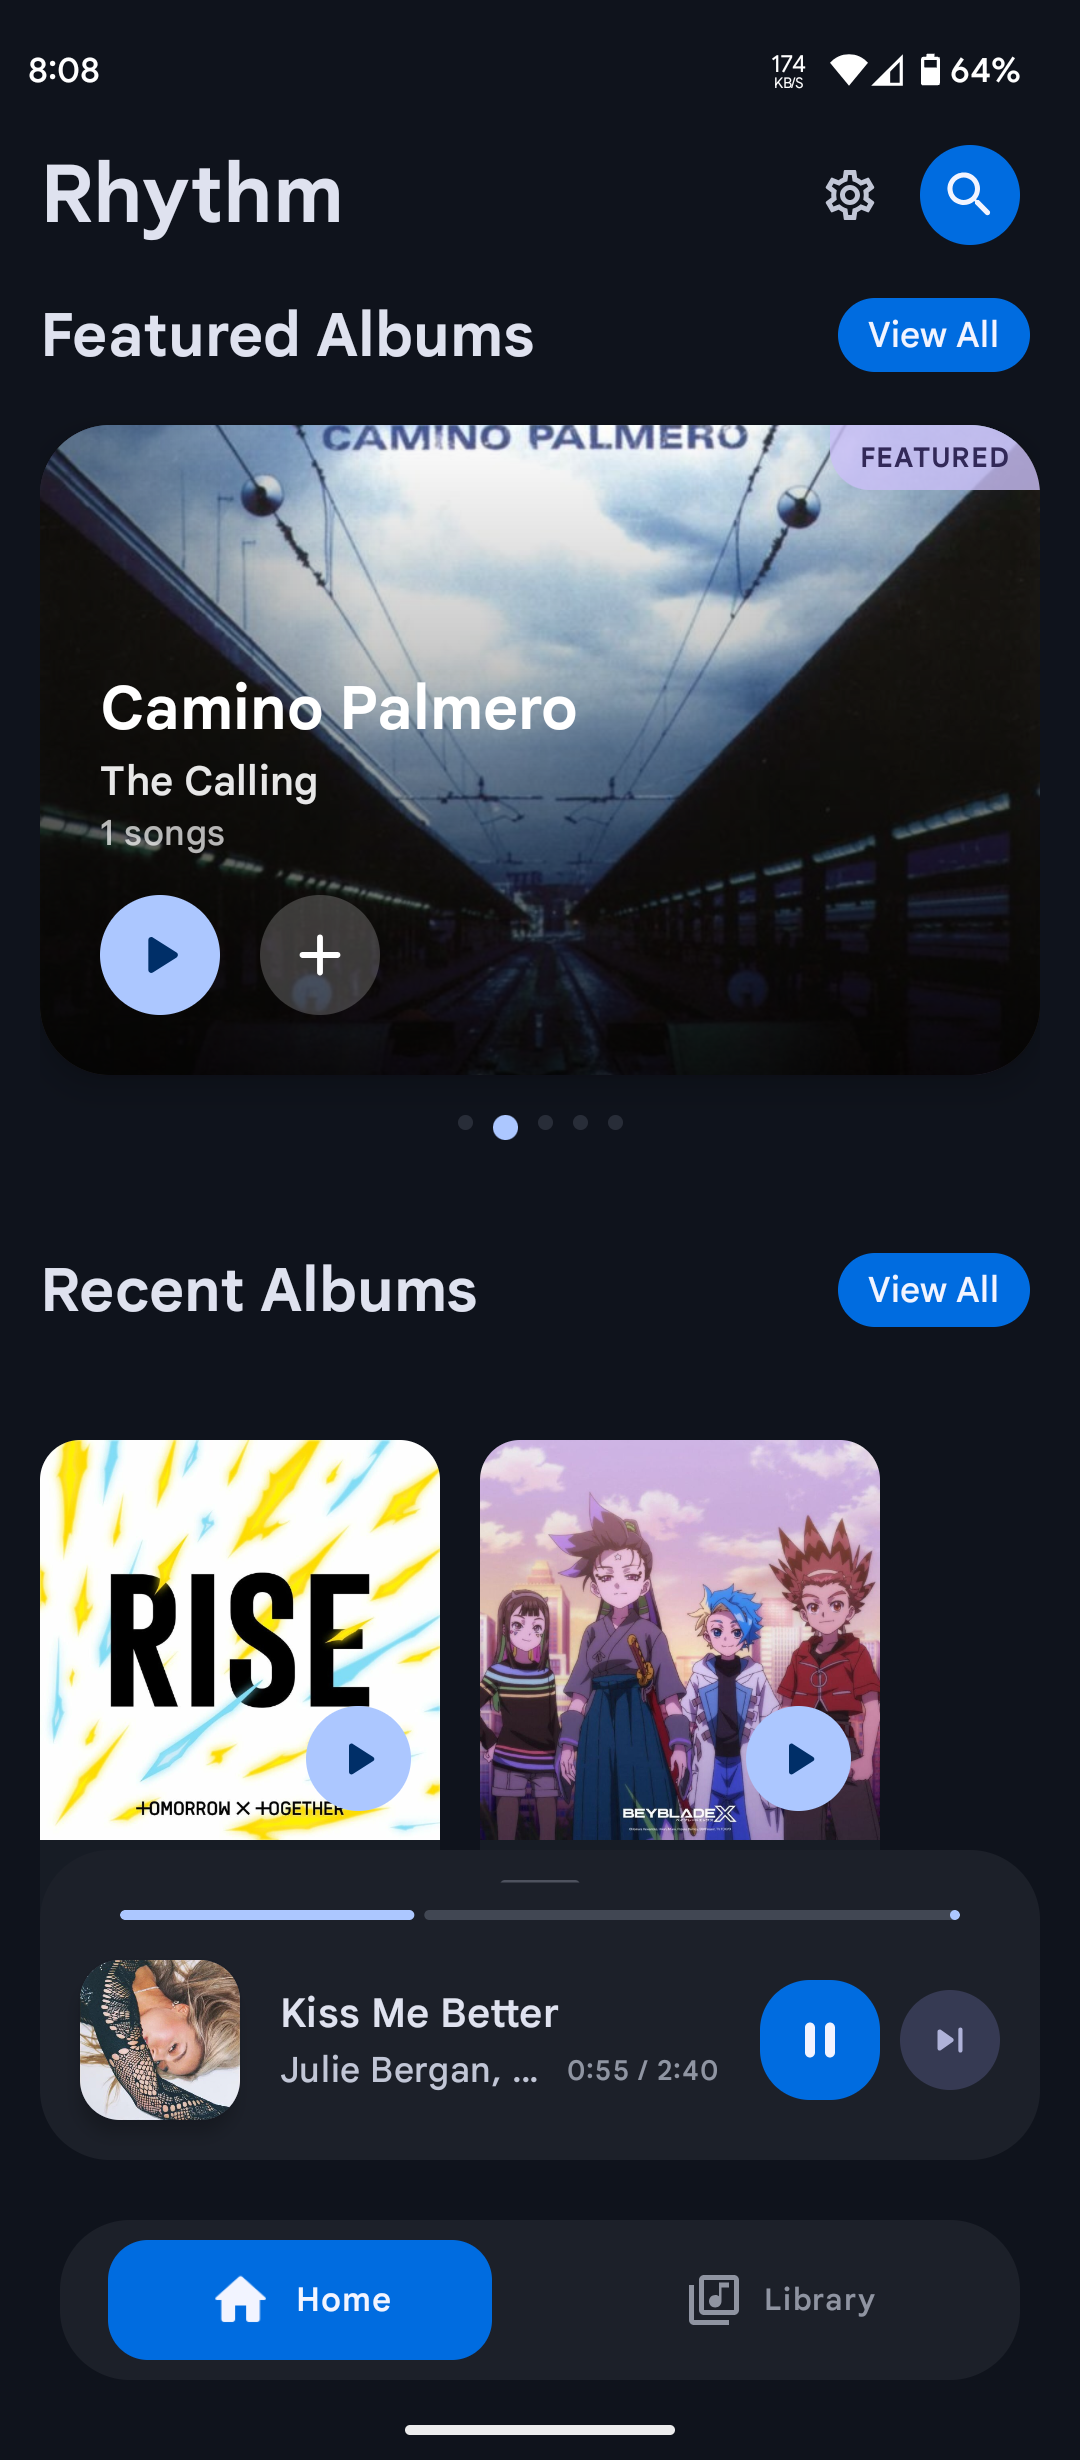 8:08
174
KB/S
64%
Rhythm
Featured Albums
View All
CAMINO PALMERO
FEATURED
Camino Palmero
The Calling
1 songs
Recent Albums
View All
RISE
TOMORROW X TOGETHER
BEYBLADE X
Kiss Me Better
Julie Bergan, ...
0:55 / 2:40
Home
Library